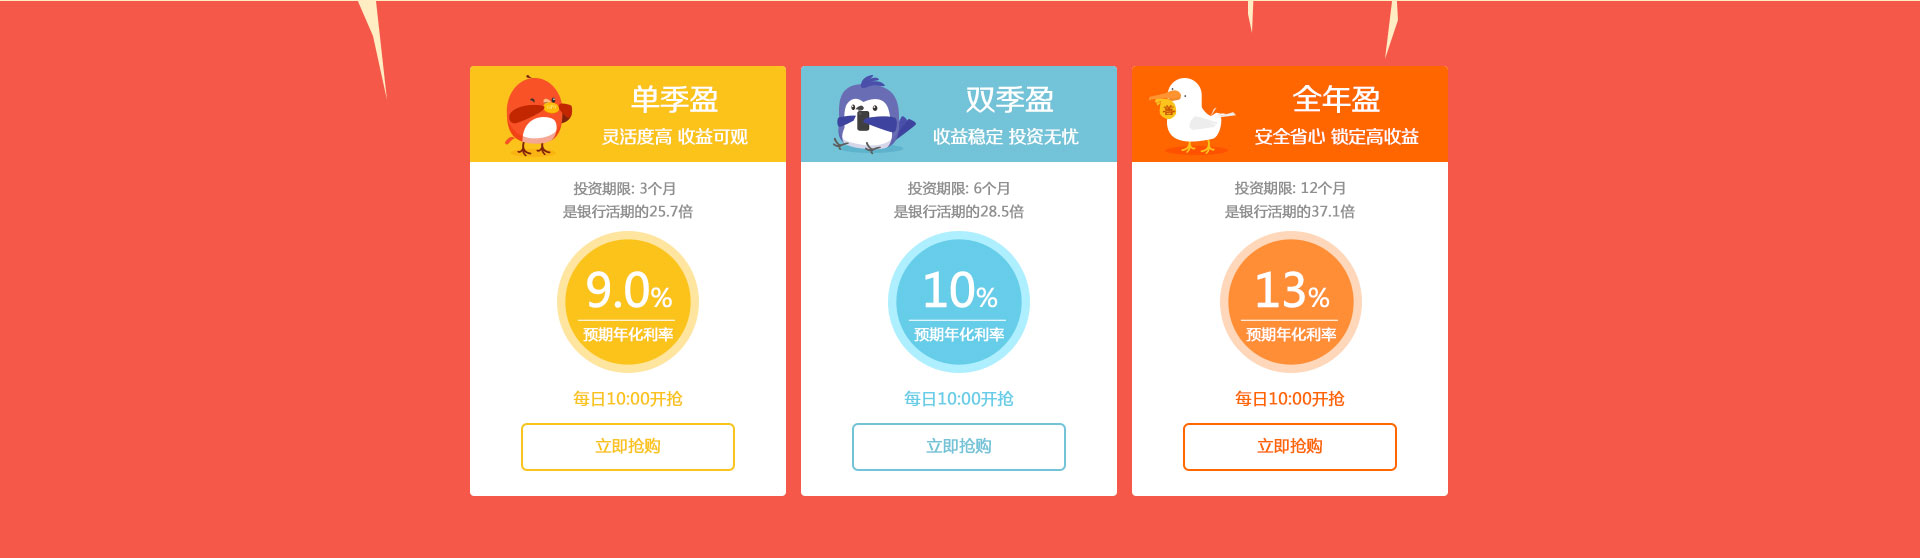 单季盈
灵活度高 收益可观
投资期限: 3个月
是银行活期的25.7倍
9.0%
预期年化利率
每日10:00开抢
立即抢购
双季盈
收益稳定 投资无忧
投资期限: 6个月
是银行活期的28.5倍
10%
预期年化利率
每日10:00开抢
立即抢购
全年盈
安全省心 锁定高收益
投资期限: 12个月
是银行活期的37.1倍
13%
预期年化利率
每日10:00开抢
立即抢购